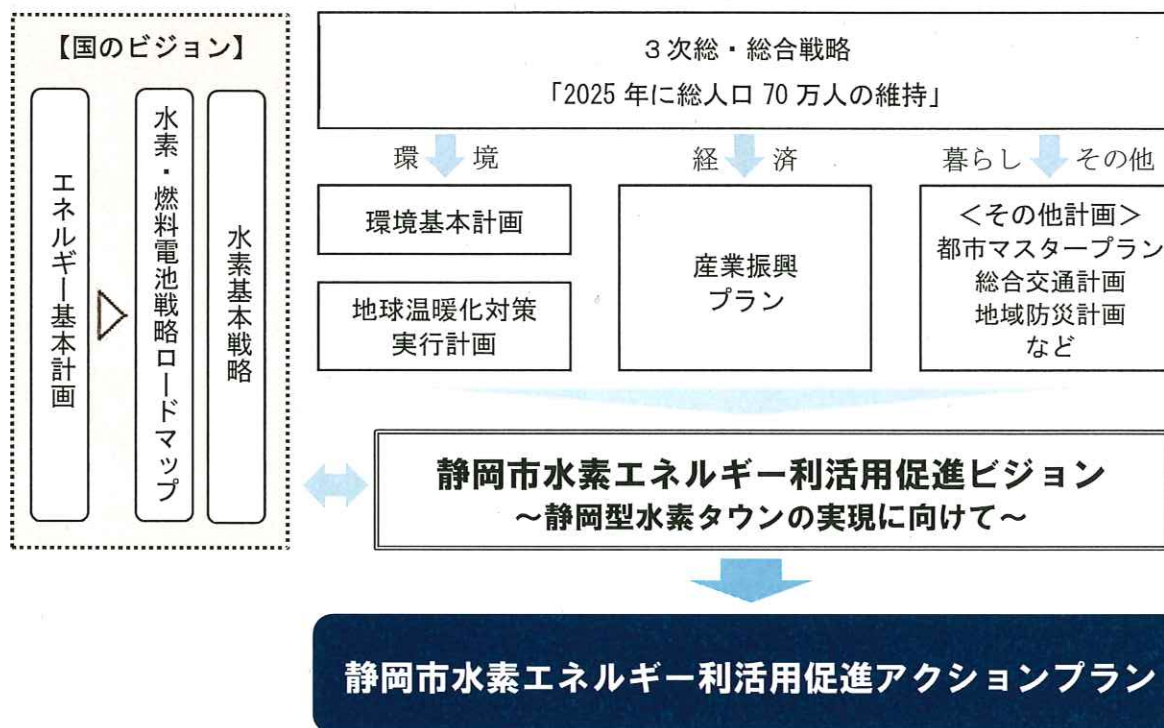 【国のビジョン】
エネルギー基本計画
水素・燃料電池戦略ロードマップ
水素基本戦略
３次総・総合戦略
「2025 年に総人口 70 万人の維持」
環境
経済
暮らし その他
環境基本計画
地球温暖化対策
実行計画
産業振興
プラン
＜その他計画＞
都市マスタープラン
総合交通計画
地域防災計画
など
静岡市水素エネルギー利活用促進ビジョン
～静岡型水素タウンの実現に向けて～
静岡市水素エネルギー利活用促進アクションプラン